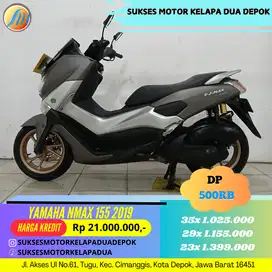 SUKSES MOTOR KELAPA DUA DEPOK
NMAX
DP
500RB
YAMAHA NMAX 155 2019
HARGA KREDIT
Rp 21.000.000,-
35x 1.025.000
29x 1.155.000
23x 1.399.000
SUKSESMOTORKELAPADUADEPOK
SUKSESMOTORKELAPADUA
Jl. Akses UI No.61, Tugu, Kec. Cimanggis, Kota Depok, Jawa Barat 16451